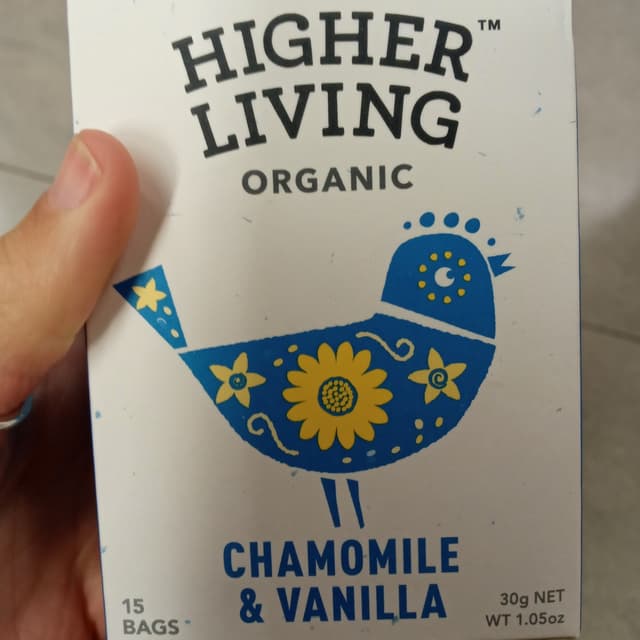 HIGHER™
LIVING
ORGANIC
CHAMOMILE
& VANILLA
15
BAGS
30g NET
WT 1.05oz